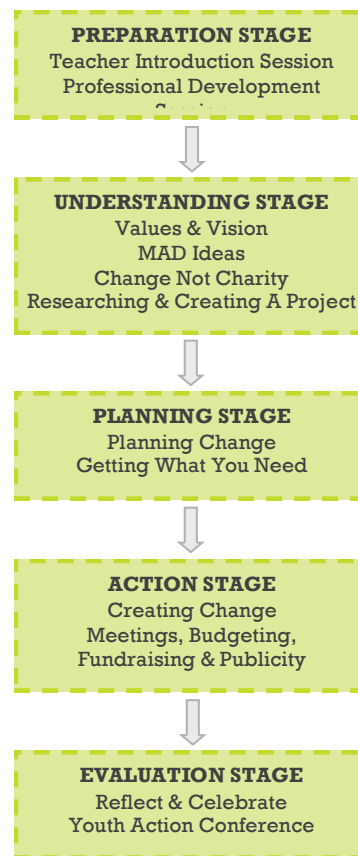 PREPARATION STAGE
Teacher Introduction Session
Professional Development
UNDERSTANDING STAGE
Values & Vision
MAD Ideas
Change Not Charity
Researching & Creating A Project
PLANNING STAGE
Planning Change
Getting What You Need
ACTION STAGE
Creating Change
Meetings, Budgeting,
Fundraising & Publicity
EVALUATION STAGE
Reflect & Celebrate
Youth Action Conference